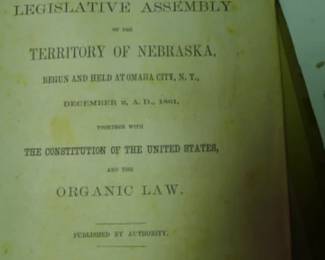 LEGISLATIVE ASSEMBLY
OF THE
TERRITORY OF NEBRASKA,
BEGUN AND HELD AT OMAHA CITY, N. T.,
DECEMBER 2, A. D., 1861,
TOGETHER WITH
THE CONSTITUTION OF THE UNITED STATES,
AND THE
ORGANIC LAW.
PUBLISHED BY AUTHORITY.